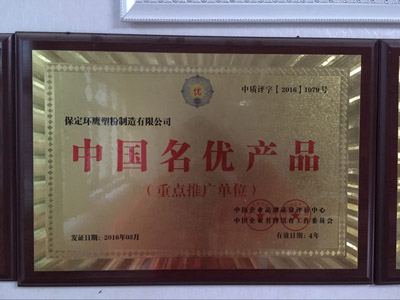 优
中质评字【2016】1979号
保定环鹰塑粉制造有限公司
中国名优产品
（重点推广单位）
中国企业品牌品质评价中心
中国企业名牌培育工作委员会
发证日期：2016年03月
有效日期：4年